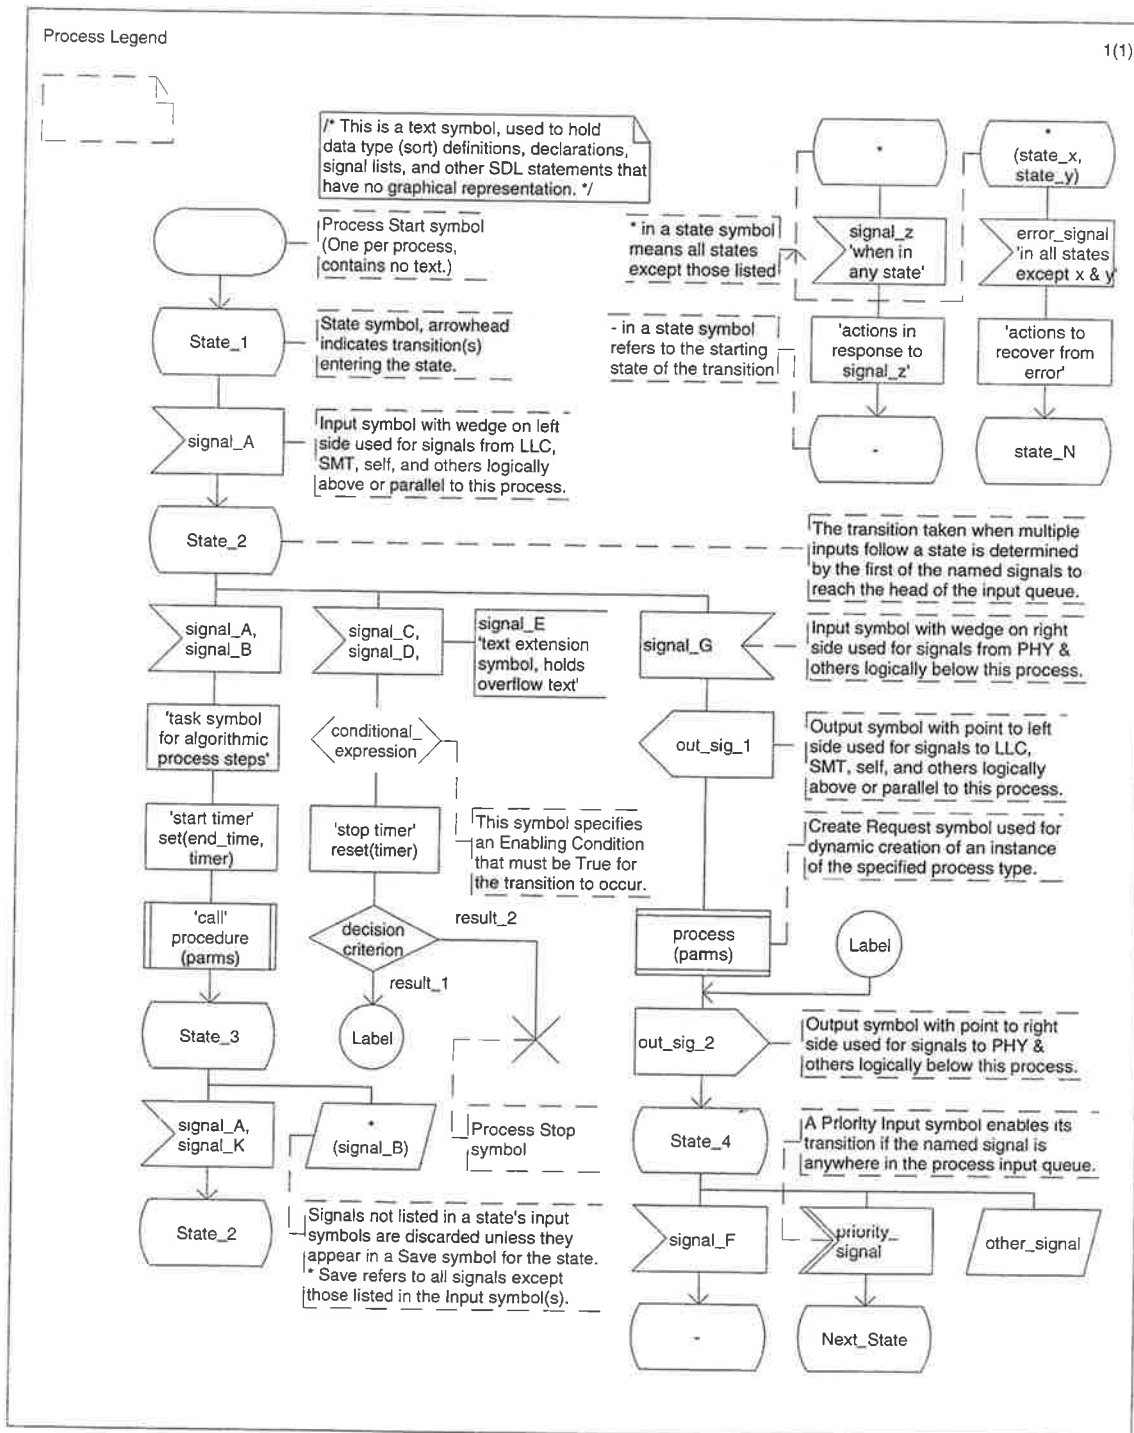 Process Legend
1(1)
/* This is a text symbol, used to hold
data type (sort) definitions, declarations,
signal lists, and other SDL statements that
have no graphical representation. */
Process Start symbol
(One per process,
contains no text.)
State_1
State symbol, arrowhead
indicates transition(s)
entering the state.
signal_A
Input symbol with wedge on left
side used for signals from LLC,
SMT, self, and others logically
above or parallel to this process.
*
*
(state_x,
state_y)
* in a state symbol
means all states
except those listed
signal_z
'when in
any state'
error_signal
'in all states
except x & y'
- in a state symbol
refers to the starting
state of the transition
'actions in
response to
signal_z'
'actions to
recover from
error'
-
state_N
State_2
The transition taken when multiple
inputs follow a state is determined
by the first of the named signals to
reach the head of the input queue.
signal_A,
signal_B
signal_C,
signal_D,
signal_E
'text extension
symbol, holds
overflow text'
signal_G
Input symbol with wedge on right
side used for signals from PHY &
others logically below this process.
'task symbol
for algorithmic
process steps'
conditional_
expression
out_sig_1
Output symbol with point to left
side used for signals to LLC,
SMT, self, and others logically
above or parallel to this process.
'start timer'
set(end_time,
timer)
'stop timer'
reset(timer)
This symbol specifies
an Enabling Condition
that must be True for
the transition to occur.
Create Request symbol used for
dynamic creation of an instance
of the specified process type.
'call'
procedure
(parms)
decision
criterion
result_2
result_1
process
(parms)
Label
State_3
Label
out_sig_2
Output symbol with point to right
side used for signals to PHY &
others logically below this process.
signal_A,
signal_K
*
(signal_B)
Process Stop
symbol
State_4
A Priority Input symbol enables its
transition if the named signal is
anywhere in the process input queue.
State_2
Signals not listed in a state's input
symbols are discarded unless they
appear in a Save symbol for the state.
* Save refers to all signals except
those listed in the Input symbol(s).
signal_F
priority_
signal
other_signal
-
Next_State